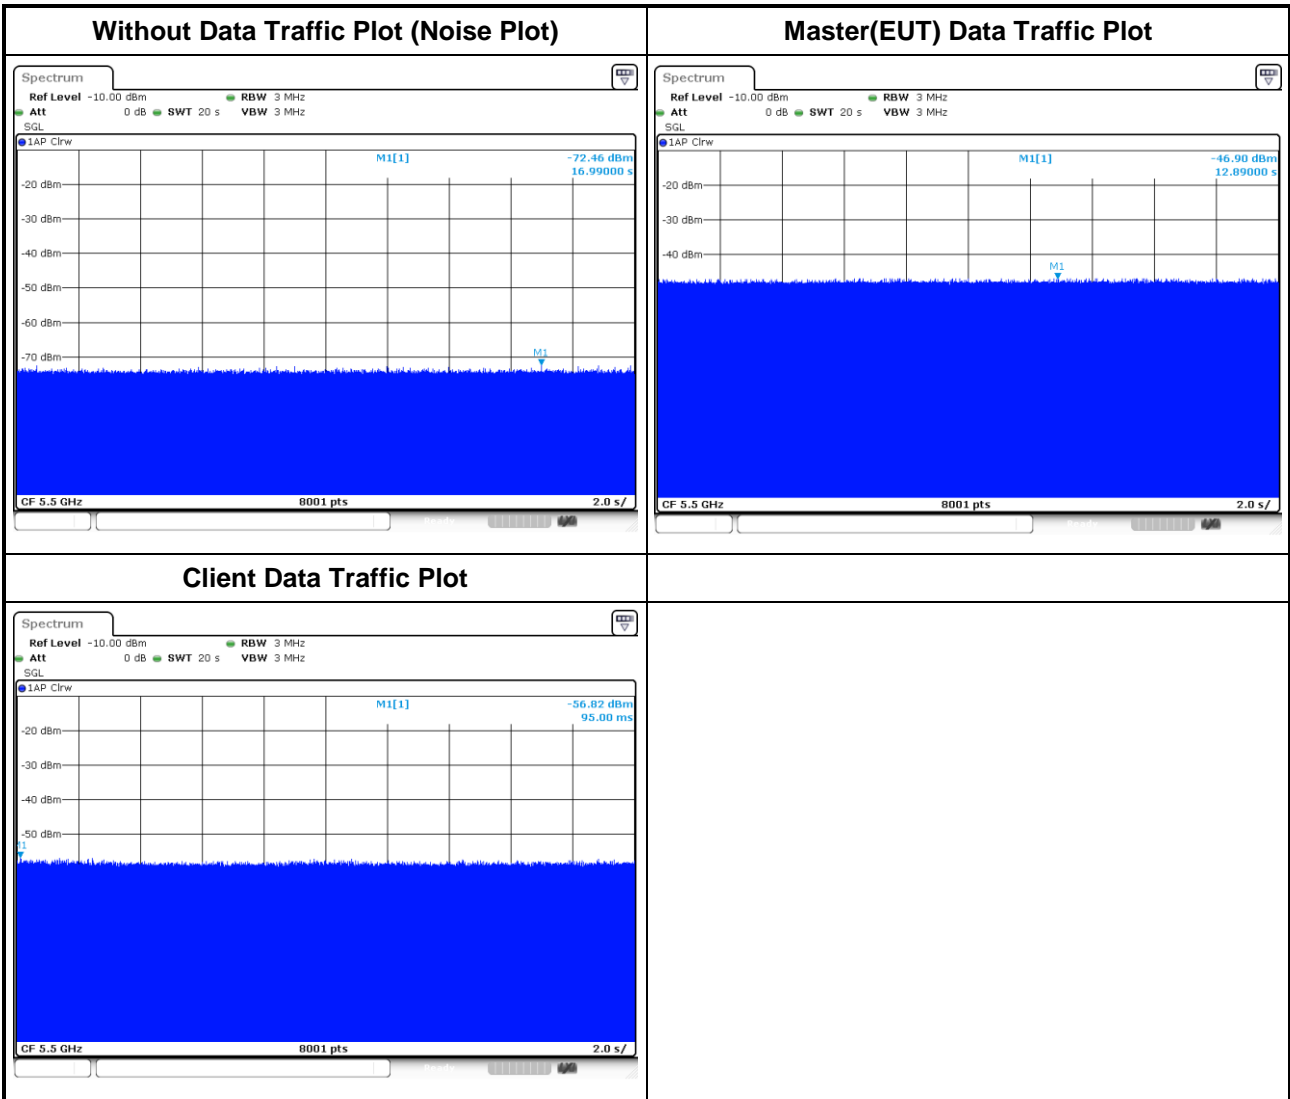 Without Data Traffic Plot (Noise Plot)
Spectrum
Ref Level -10.00 dBm RBW 3 MHz
Att 0 dB SWT 20 s VBW 3 MHz
SGL
1AP Clrw
M1[1] -72.46 dBm
16.99000 s
-20 dBm
-30 dBm
-40 dBm
-50 dBm
-60 dBm
-70 dBm
M1
CF 5.5 GHz 8001 pts 2.0 s/
Ready
Master(EUT) Data Traffic Plot
Spectrum
Ref Level -10.00 dBm RBW 3 MHz
Att 0 dB SWT 20 s VBW 3 MHz
SGL
1AP Clrw
M1[1] -46.90 dBm
12.89000 s
-20 dBm
-30 dBm
-40 dBm
M1
CF 5.5 GHz 8001 pts 2.0 s/
Ready
Client Data Traffic Plot
Spectrum
Ref Level -10.00 dBm RBW 3 MHz
Att 0 dB SWT 20 s VBW 3 MHz
SGL
1AP Clrw
M1[1] -56.82 dBm
95.00 ms
-20 dBm
-30 dBm
-40 dBm
-50 dBm
M1
CF 5.5 GHz 8001 pts 2.0 s/
Ready